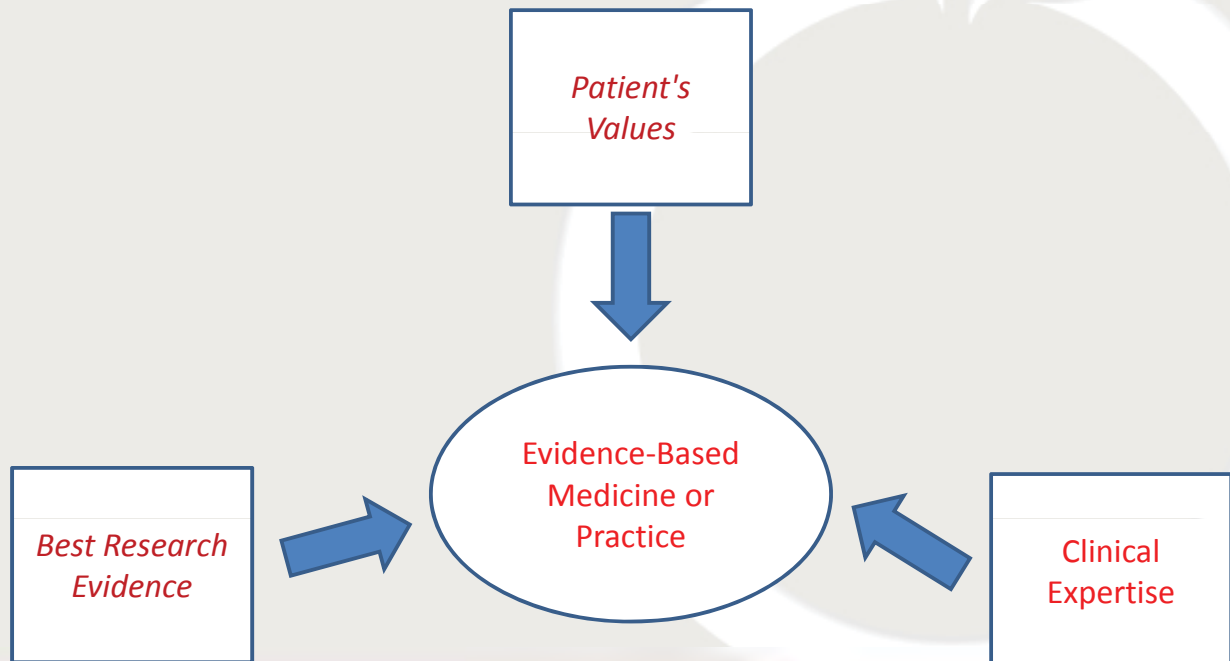 Patient's
Values
Evidence-Based
Medicine or
Practice
Best Research
Evidence
Clinical
Expertise